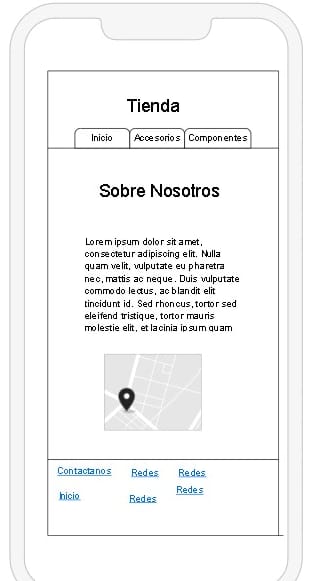 Tienda
Inicio Accesorios Componentes
Sobre Nosotros
Lorem ipsum dolor sit amet,
consectetur adipiscing elit. Nulla
quam velit, vulputate eu pharetra
nec, mattis ac neque. Duis vulputate
commodo lectus, ac blandit elit
tincidunt id. Sed rhoncus, tortor sed
eleifend tristique, tortor mauris
molestie elit, et lacinia ipsum quam
Contactanos Redes Redes
Inicio Redes Redes